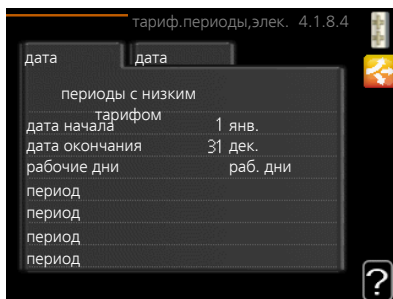 тариф.периоды,элек. 4.1.8.4
дата дата
периоды с низким
тарифом
дата начала 1 янв.
дата окончания 31 дек.
рабочие дни раб. дни
период
период
период
период
?